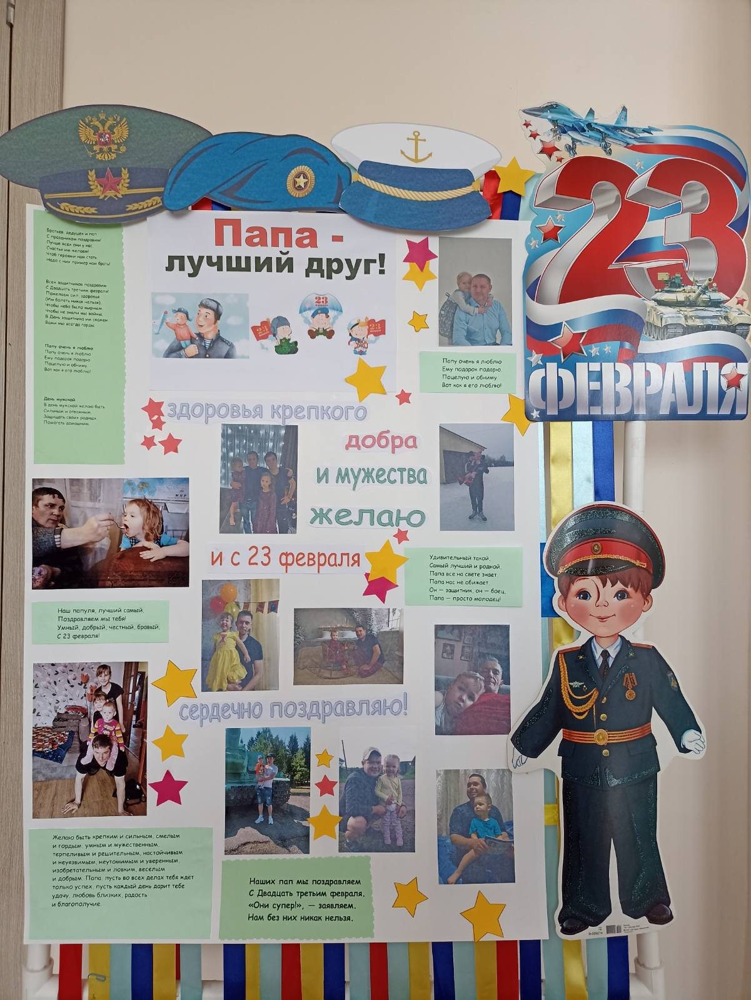 23
ФЕВРАЛЯ
Папа -
лучший друг!
23
ФЕВРАЛЯ
23
23
Братьев, дедушек и пап
С праздником поздравим!
Лучше всех они у нас.
Счастья им желаем!
Чтоб героями нам стать,
Надо с них пример нам брать!
Всех защитников поздравим
С Двадцать третьим февраля!
Пожелаем сил, здоровья
(Им болеть никак нельзя),
Чтобы небо было мирным,
Чтобы не знали мы войны.
В День защитника им скажем:
Вами мы всегда горды.
Папу очень я люблю
Папу очень я люблю
Ему подарок подарю.
Поцелую и обниму
Вот как я его люблю!
День мужской
В день мужской желаю быть
Сильным и отважным,
Защищать своих родных,
Помогать домашним.
Папу очень я люблю
Ему подарок подарю.
Поцелую и обниму
Вот как я его люблю!
здоровья крепкого
добра
и мужества
желаю
и с 23 февраля
МИР
Удивительный такой,
Самый лучший и родной,
Папа все на свете знает,
Папа нас не обижает,
Он — защитник, он — боец,
Папа — просто молодец!
Наш папуля, лучший самый,
Поздравляем мы тебя!
Умный, добрый, честный, бравый,
С 23 февраля!
сердечно поздравляю!
Желаю быть крепким и сильным, смелым
и гордым, умным и мужественным,
терпеливым и решительным, настойчивым
и неуязвимым, неутомимым и уверенным,
изобретательным и ловким, веселым
и добрым. Папа, пусть во всех делах тебя ждёт
только успех, пусть каждый день дарит тебе
удачу, любовь близких, радость
и благополучие.
Наших пап мы поздравляем
С Двадцать третьим февраля.
«Они супер!», — заявляем.
Нам без них никак нельзя.